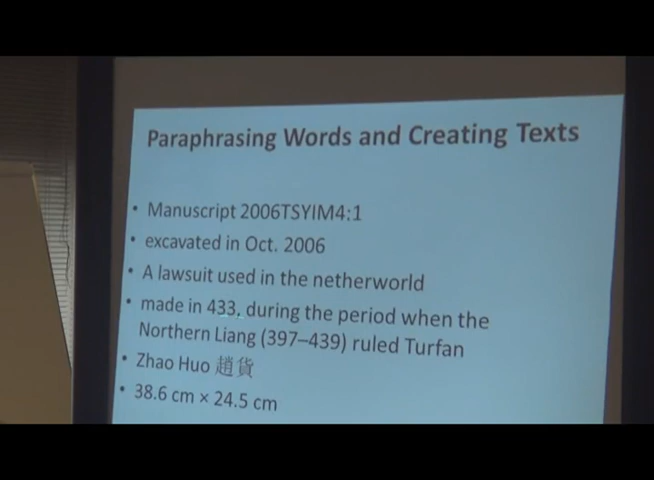 Paraphrasing Words and Creating Texts
• Manuscript 2006TSYIM4:1
• excavated in Oct. 2006
• A lawsuit used in the netherworld
• made in 433, during the period when the
Northern Liang (397–439) ruled Turfan
• Zhao Huo 趙貨
• 38.6 cm × 24.5 cm